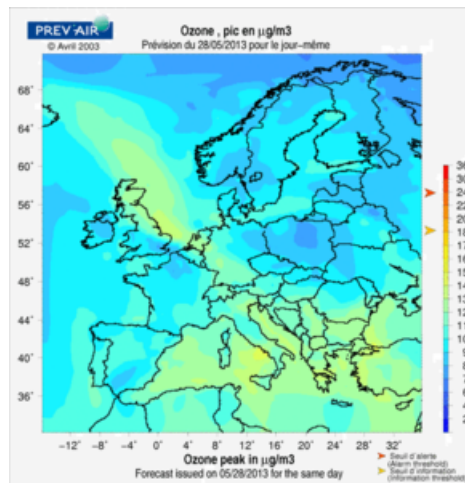 PREV'AIR
© Avril 2003
Ozone , pic en µg/m3
Prévision du 28/05/2013 pour le jour-même
68°
64°
60°
56°
52°
48°
44°
40°
36°
-12° -8° -4° 0° 4° 8° 12° 16° 20° 24° 28° 32°
Ozone peak in µg/m3
Forecast issued on 05/28/2013 for the same day
Seuil d'alerte
(Alarm threshold)
Seuil d'information
(Information threshold)